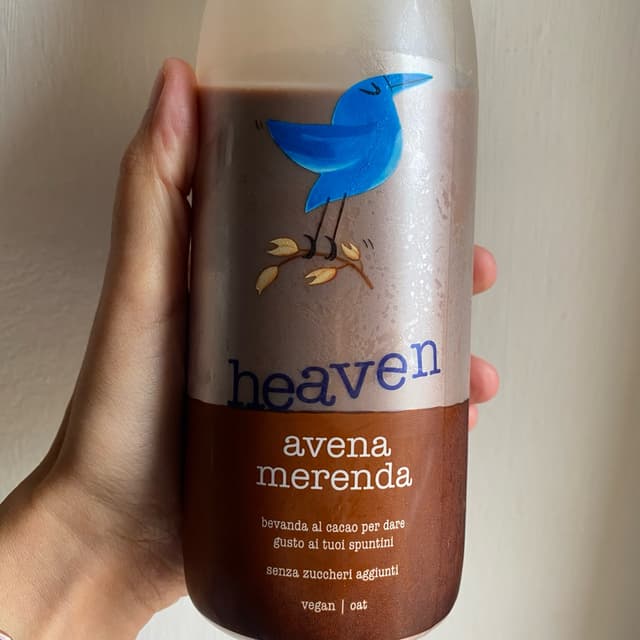 heaven
avena
merenda
bevanda al cacao per dare
gusto ai tuoi spuntini
senza zuccheri aggiunti
vegan | oat